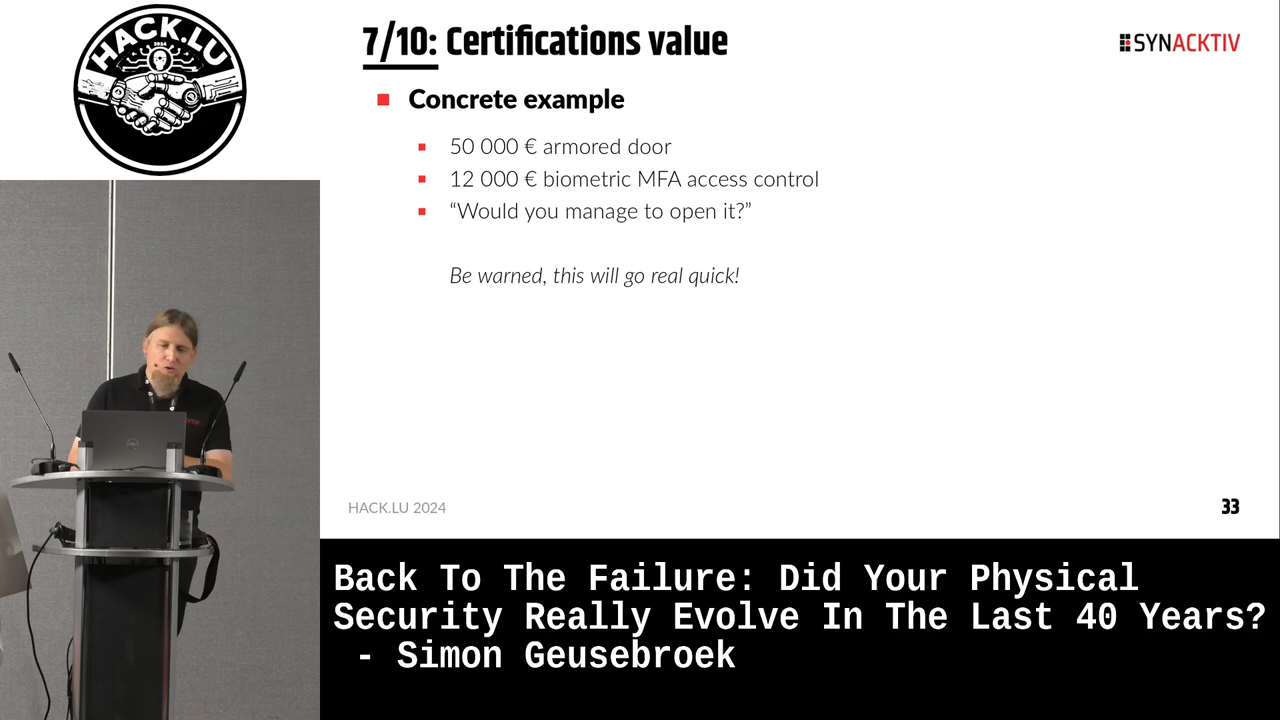 HACK.LU
2024
7/10: Certifications value
SYNACKTIV
Concrete example
50 000 € armored door
12 000 € biometric MFA access control
“Would you manage to open it?”
Be warned, this will go real quick!
HACK.LU 2024
33
Back To The Failure: Did Your Physical
Security Really Evolve In The Last 40 Years?
- Simon Geusebroek